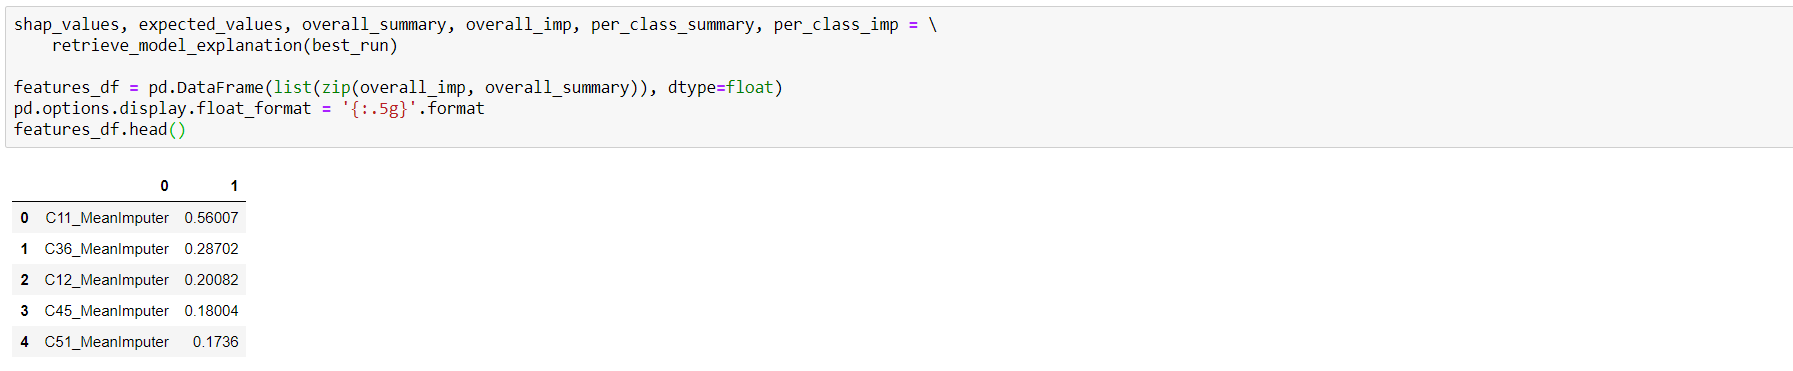 shap_values, expected_values, overall_summary, overall_imp, per_class_summary, per_class_imp = \
    retrieve_model_explanation(best_run)
features_df = pd.DataFrame(list(zip(overall_imp, overall_summary)), dtype=float)
pd.options.display.float_format = '{:.5g}'.format
features_df.head()
0 1
0 C11_MeanImputer 0.56007
1 C36_MeanImputer 0.28702
2 C12_MeanImputer 0.20082
3 C45_MeanImputer 0.18004
4 C51_MeanImputer 0.1736